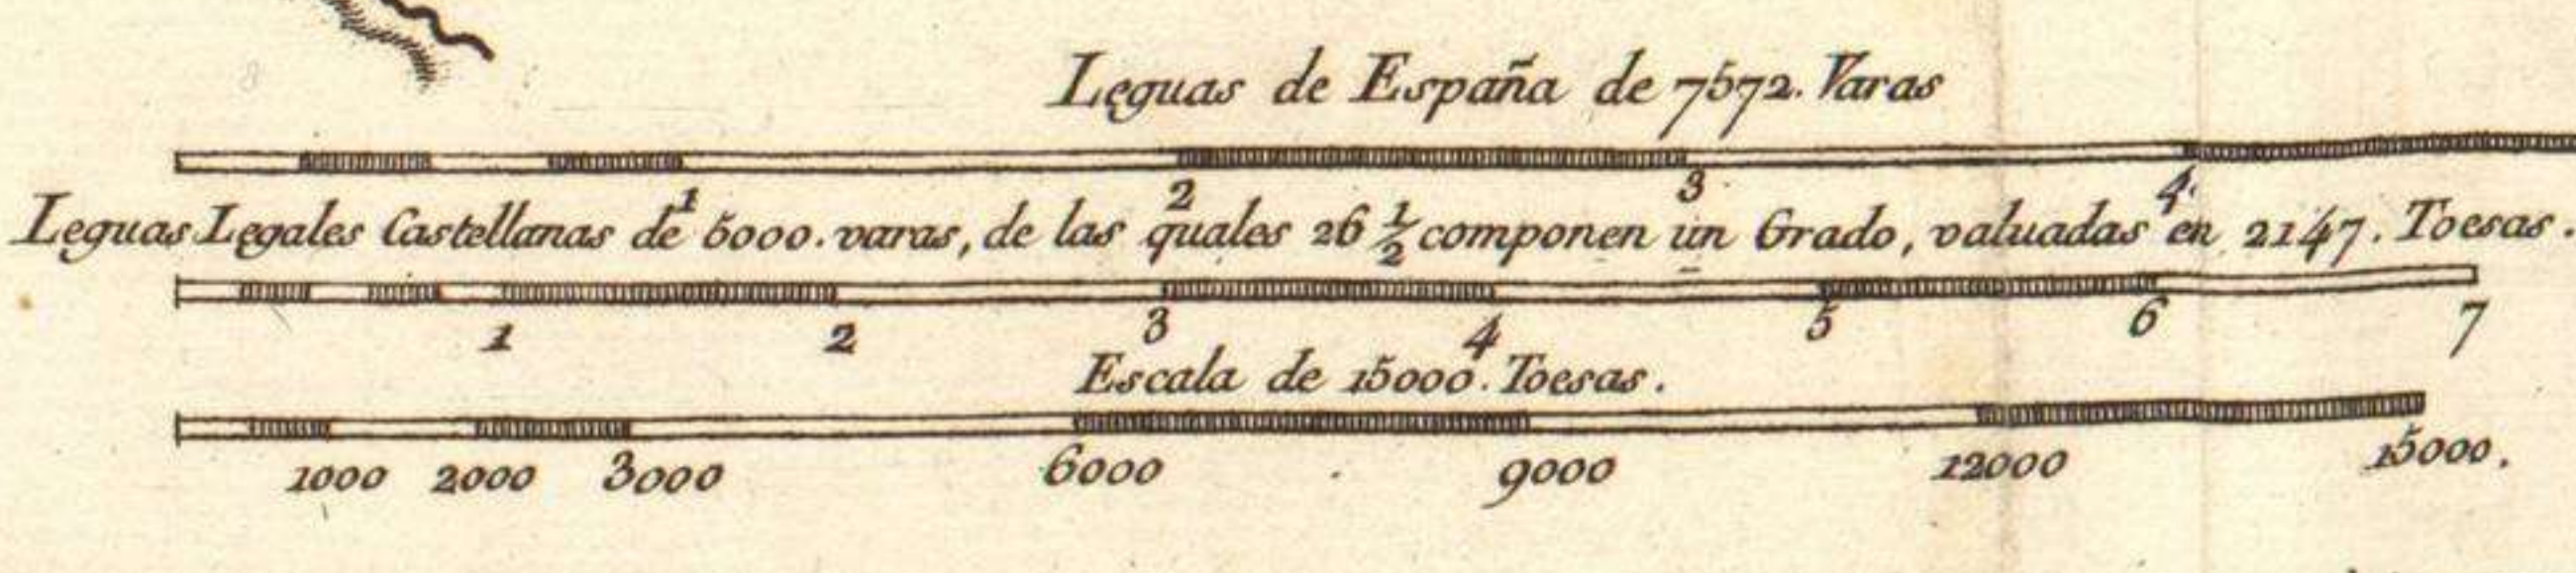 Leguas de España de 7572. Varas
1 2 3 4
Leguas Legales Castellanas de 5000. varas, de las quales 26 1/2 componen un Grado, valuadas en 2147. Toesas.
1 2 3 4 5 6 7
Escala de 15000. Toesas.
1000 2000 3000 6000 9000 12000 15000.